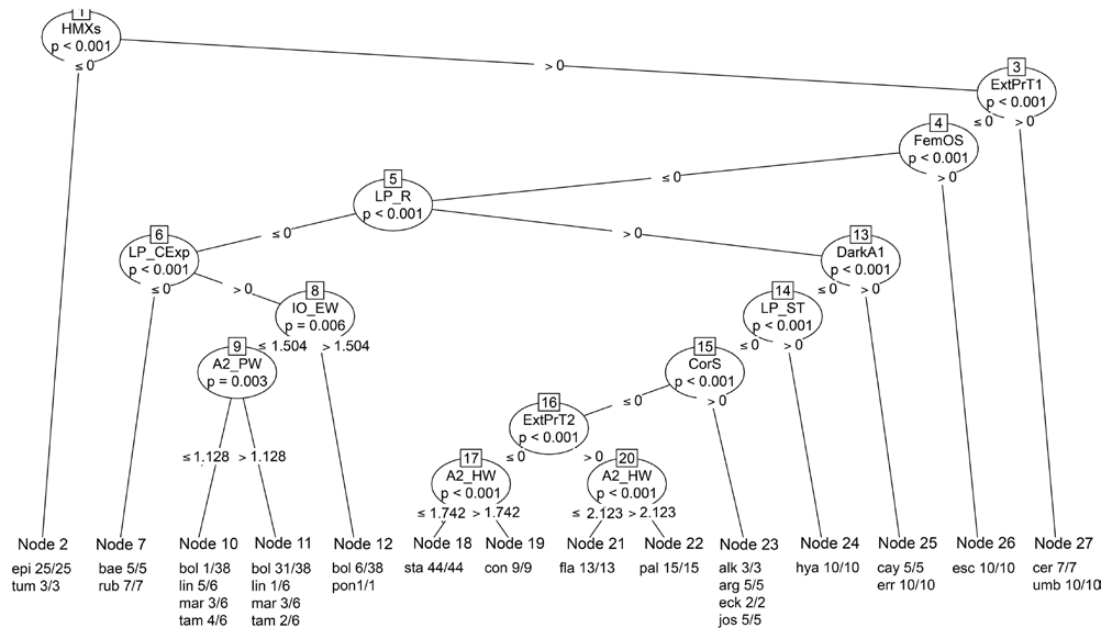 1
HMXs
p < 0.001
≤ 0
> 0
3
ExtPrT1
p < 0.001
≤ 0
> 0
4
FemOS
p < 0.001
≤ 0
> 0
5
LP_R
p < 0.001
≤ 0
> 0
6
LP_CExp
p < 0.001
≤ 0
> 0
13
DarkA1
p < 0.001
≤ 0
> 0
8
IO_EW
p = 0.006
≤ 1.504
> 1.504
14
LP_ST
p < 0.001
≤ 0
> 0
9
A2_PW
p = 0.003
≤ 1.128
> 1.128
15
CorS
p < 0.001
≤ 0
> 0
16
ExtPrT2
p < 0.001
≤ 0
> 0
17
A2_HW
p < 0.001
≤ 1.742
> 1.742
20
A2_HW
p < 0.001
≤ 2.123
> 2.123
Node 2
epi 25/25
tum 3/3
Node 7
bae 5/5
rub 7/7
Node 10
bol 1/38
lin 5/6
mar 3/6
tam 4/6
Node 11
bol 31/38
lin 1/6
mar 3/6
tam 2/6
Node 12
bol 6/38
pon1/1
Node 18
sta 44/44
Node 19
con 9/9
Node 21
fla 13/13
Node 22
pal 15/15
Node 23
alk 3/3
arg 5/5
eck 2/2
jos 5/5
Node 24
hya 10/10
Node 25
cay 5/5
err 10/10
Node 26
esc 10/10
Node 27
cer 7/7
umb 10/10